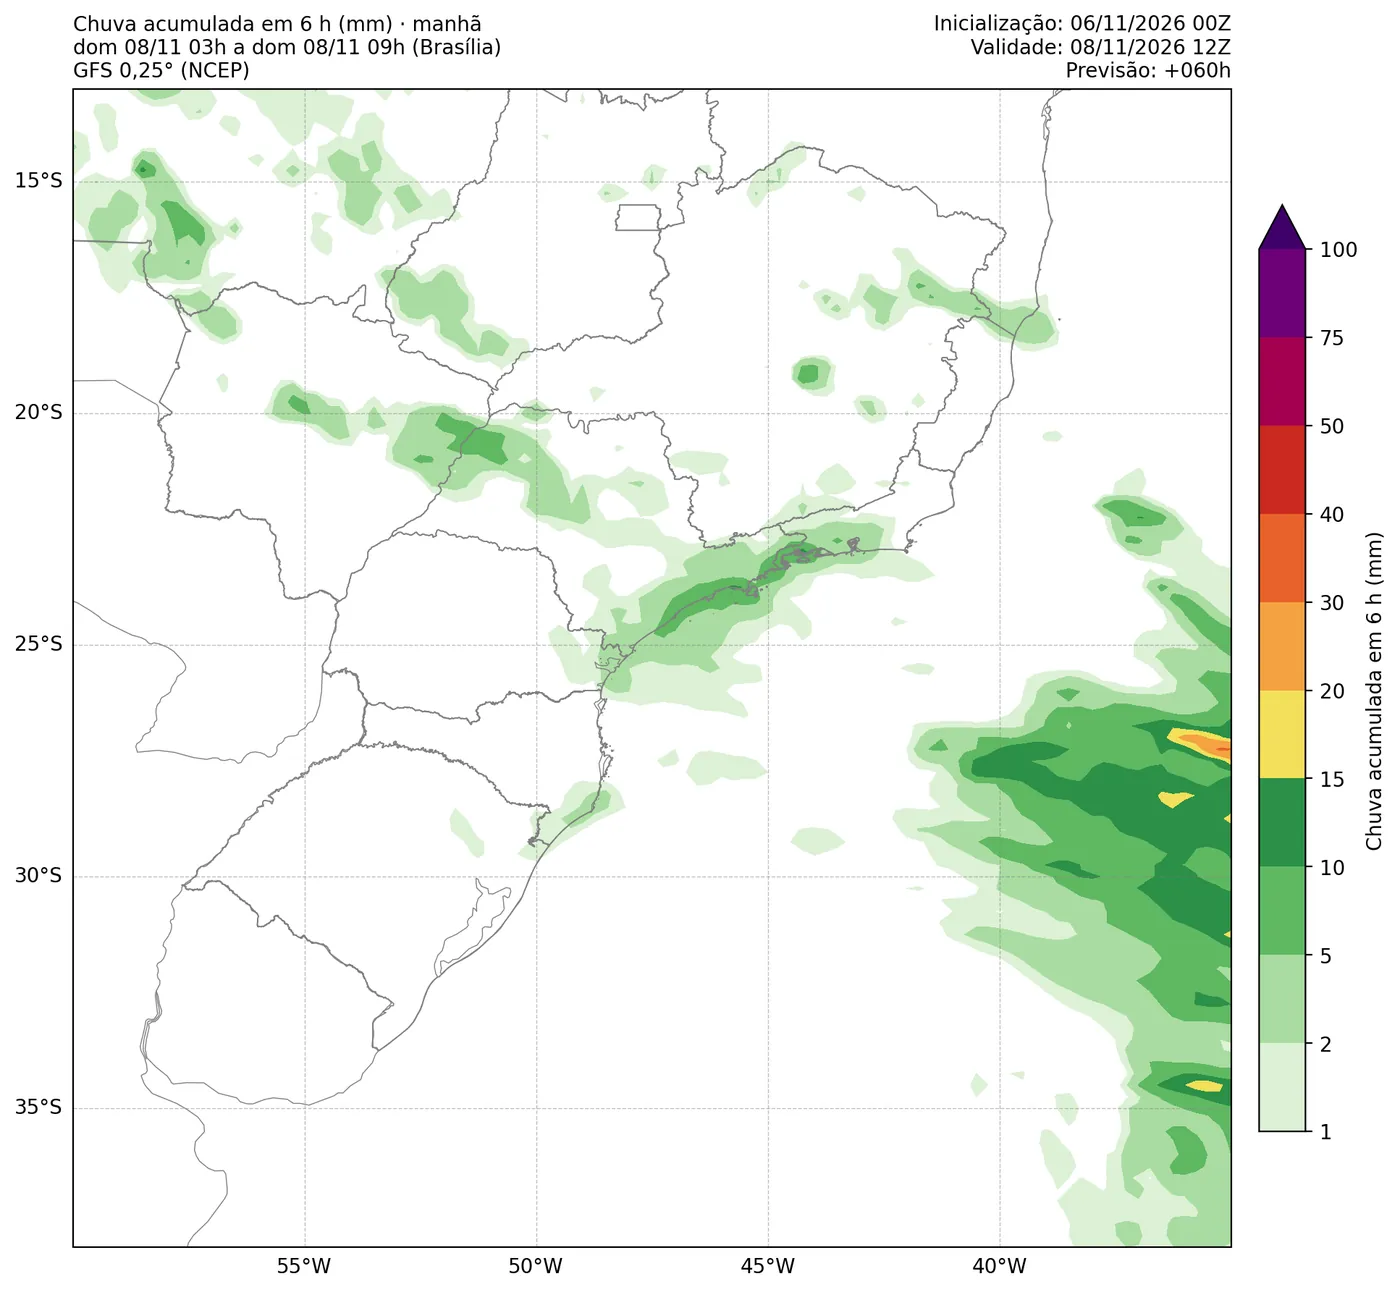 Chuva acumulada em 6 h (mm) · manhã
dom 08/11 03h a dom 08/11 09h (Brasília)
GFS 0,25° (NCEP)
Inicialização: 06/11/2026 00Z
Validade: 08/11/2026 12Z
Previsão: +060h
15°S
20°S
25°S
30°S
35°S
55°W
50°W
45°W
40°W
100
75
50
40
30
20
15
10
5
2
1
Chuva acumulada em 6 h (mm)